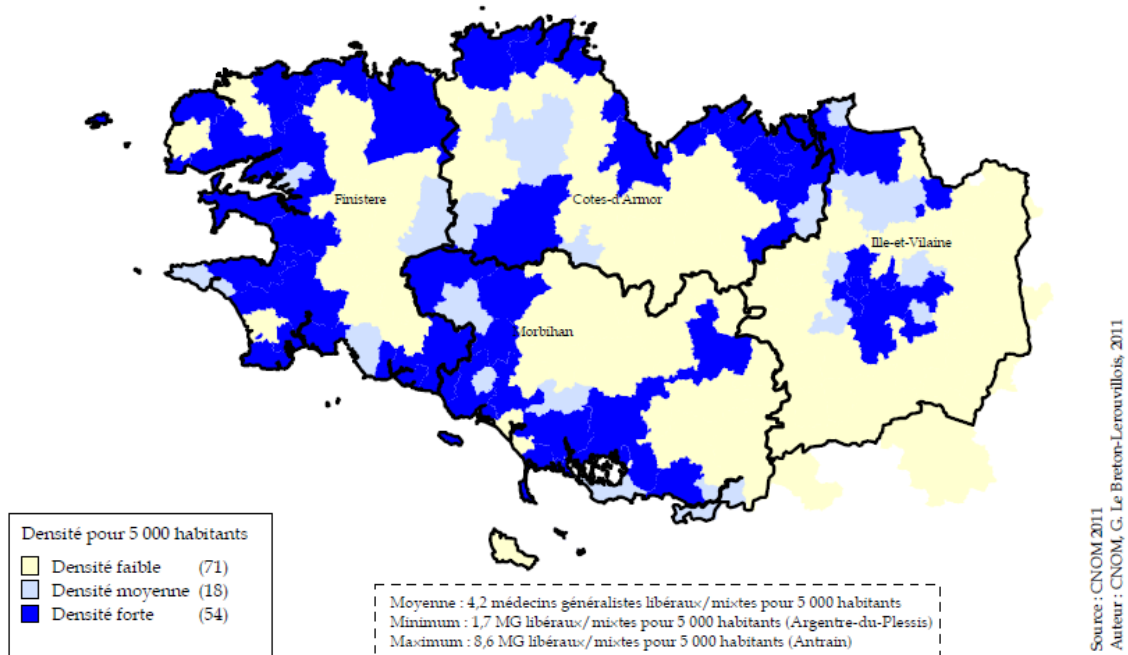 Finistere
Cotes-d'Armor
Ille-et-Vilaine
Morbihan
Densité pour 5 000 habitants
Densité faible (71)
Densité moyenne (18)
Densité forte (54)
Moyenne : 4,2 médecins généralistes libéraux/mixtes pour 5 000 habitants
Minimum : 1,7 MG libéraux/mixtes pour 5 000 habitants (Argentre-du-Plessis)
Maximum : 8,6 MG libéraux/mixtes pour 5 000 habitants (Antrain)
Source : CNOM 2011
Auteur : CNOM, G. Le Breton-Lerouvillois, 2011